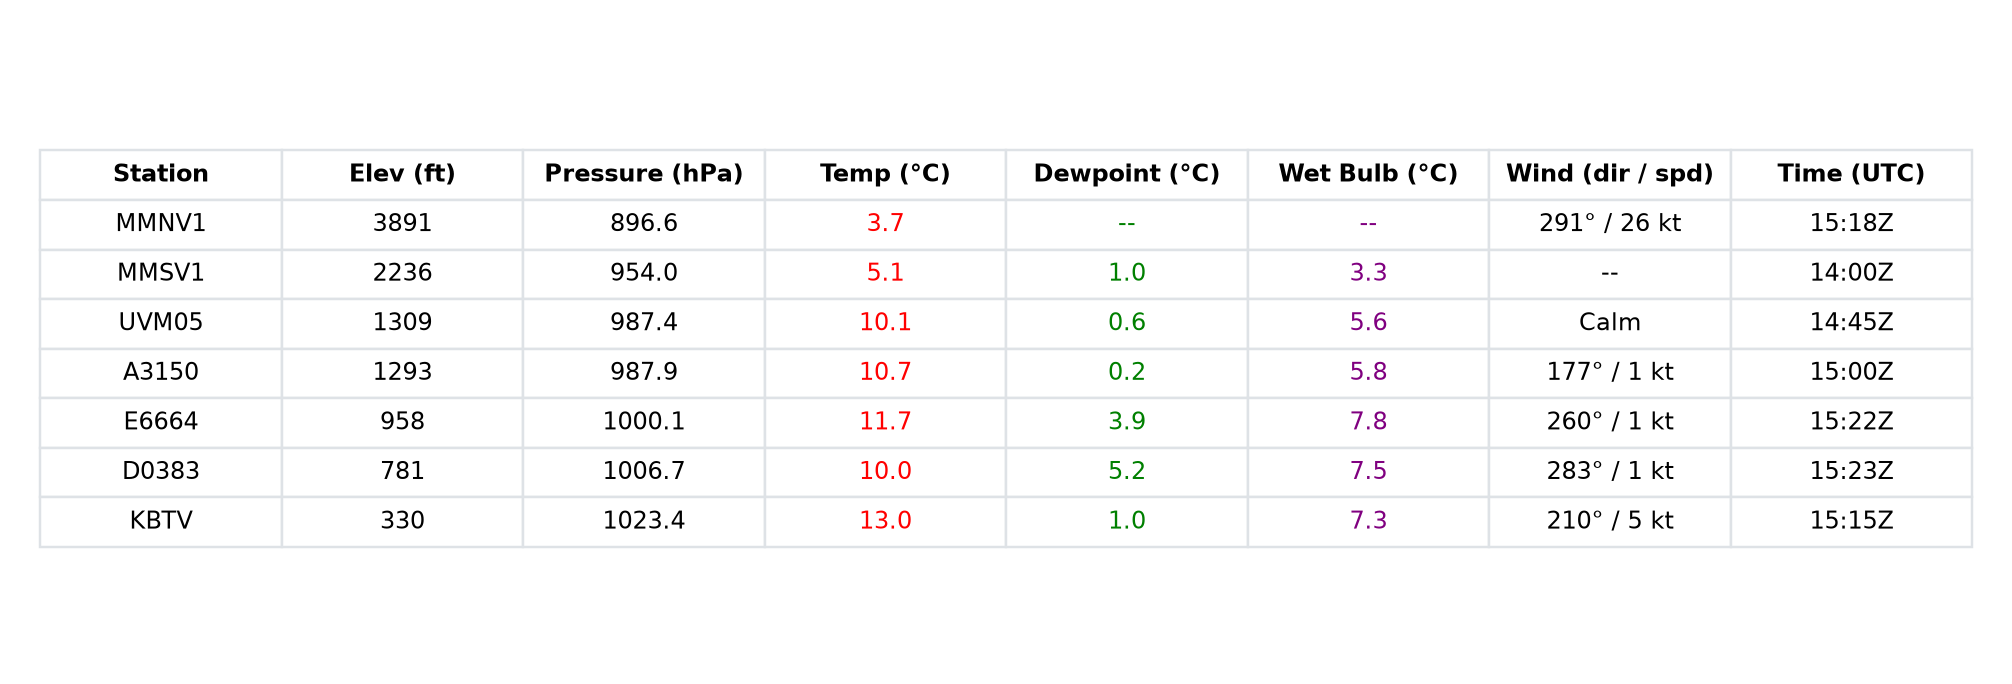 Station Elev (ft) Pressure (hPa) Temp (°C) Dewpoint (°C) Wet Bulb (°C) Wind (dir / spd) Time (UTC)
MMNV1 3891 896.6 3.7 -- -- 291° / 26 kt 15:18Z
MMSV1 2236 954.0 5.1 1.0 3.3 -- 14:00Z
UVM05 1309 987.4 10.1 0.6 5.6 Calm 14:45Z
A3150 1293 987.9 10.7 0.2 5.8 177° / 1 kt 15:00Z
E6664 958 1000.1 11.7 3.9 7.8 260° / 1 kt 15:22Z
D0383 781 1006.7 10.0 5.2 7.5 283° / 1 kt 15:23Z
KBTV 330 1023.4 13.0 1.0 7.3 210° / 5 kt 15:15Z